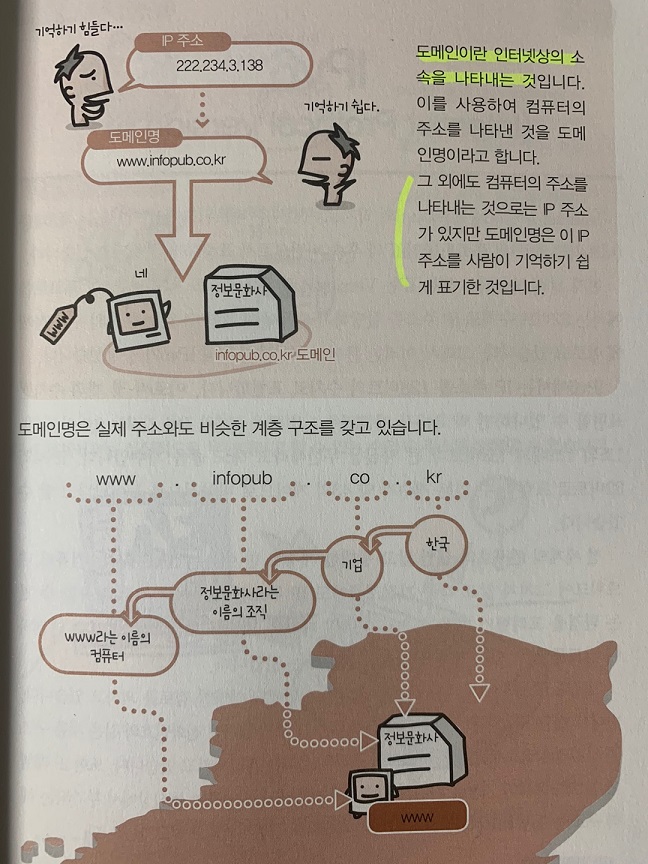 기억하기 힘들다…
IP 주소
222.234.3.138
기억하기 쉽다.
도메인명
www.infopub.co.kr
네
WWW
정보문화사
infopub.co.kr 도메인
도메인이란 인터넷상의 소
속을 나타내는 것입니다.
이를 사용하여 컴퓨터의
주소를 나타낸 것을 도메
인명이라고 합니다.
그 외에도 컴퓨터의 주소를
나타내는 것으로는 IP 주소
가 있지만 도메인명은 이 IP
주소를 사람이 기억하기 쉽
게 표기한 것입니다.
도메인명은 실제 주소와도 비슷한 계층 구조를 갖고 있습니다.
www . infopub . co . kr
한국
기업
정보문화사라는
이름의 조직
www라는 이름의
컴퓨터
정보문화사
www